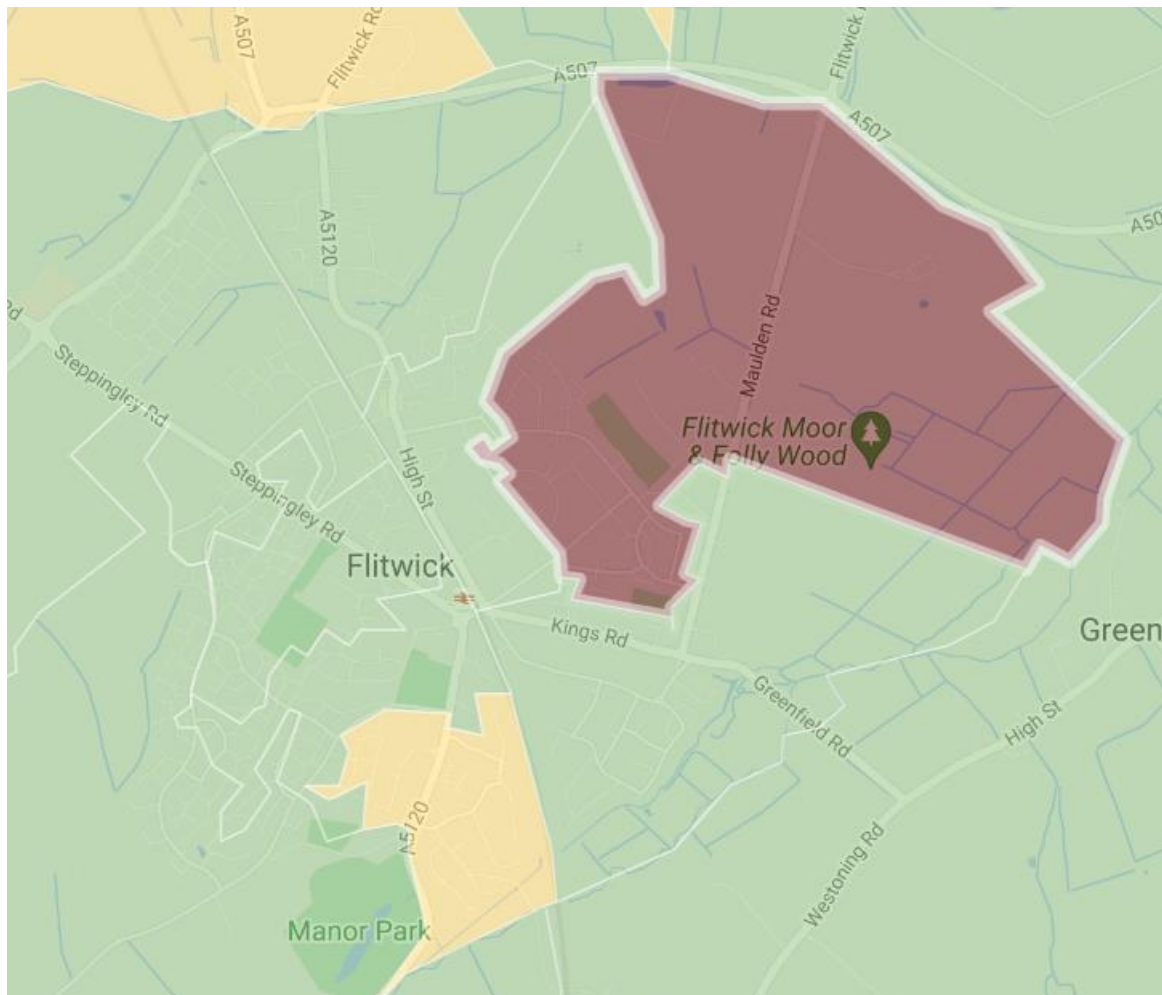 A507
Flitwick Rd
A507
Flitwick
A507
A50
A5120
Rd
Steppingley Rd
Maulden Rd
Flitwick Moor
& Folly Wood
High St
Steppingley Rd
Flitwick
Kings Rd
Green
Greenfield Rd
High St
A5120
Westoning Rd
Manor Park